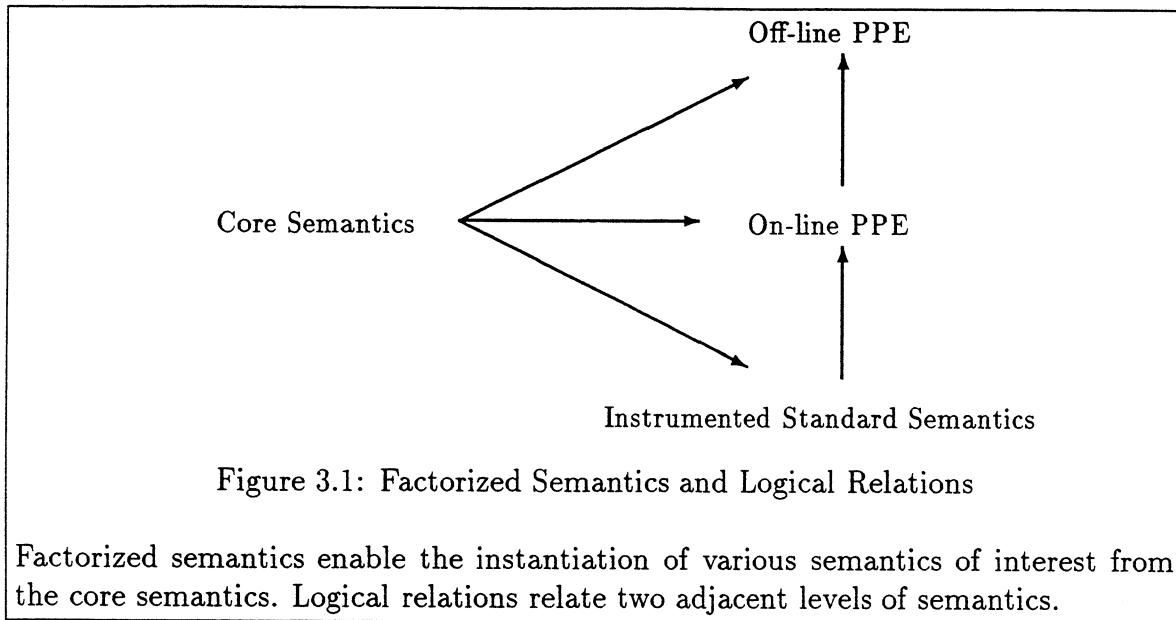 Off-line PPE
Core Semantics
On-line PPE
Instrumented Standard Semantics
Figure 3.1: Factorized Semantics and Logical Relations
Factorized semantics enable the instantiation of various semantics of interest from
the core semantics. Logical relations relate two adjacent levels of semantics.